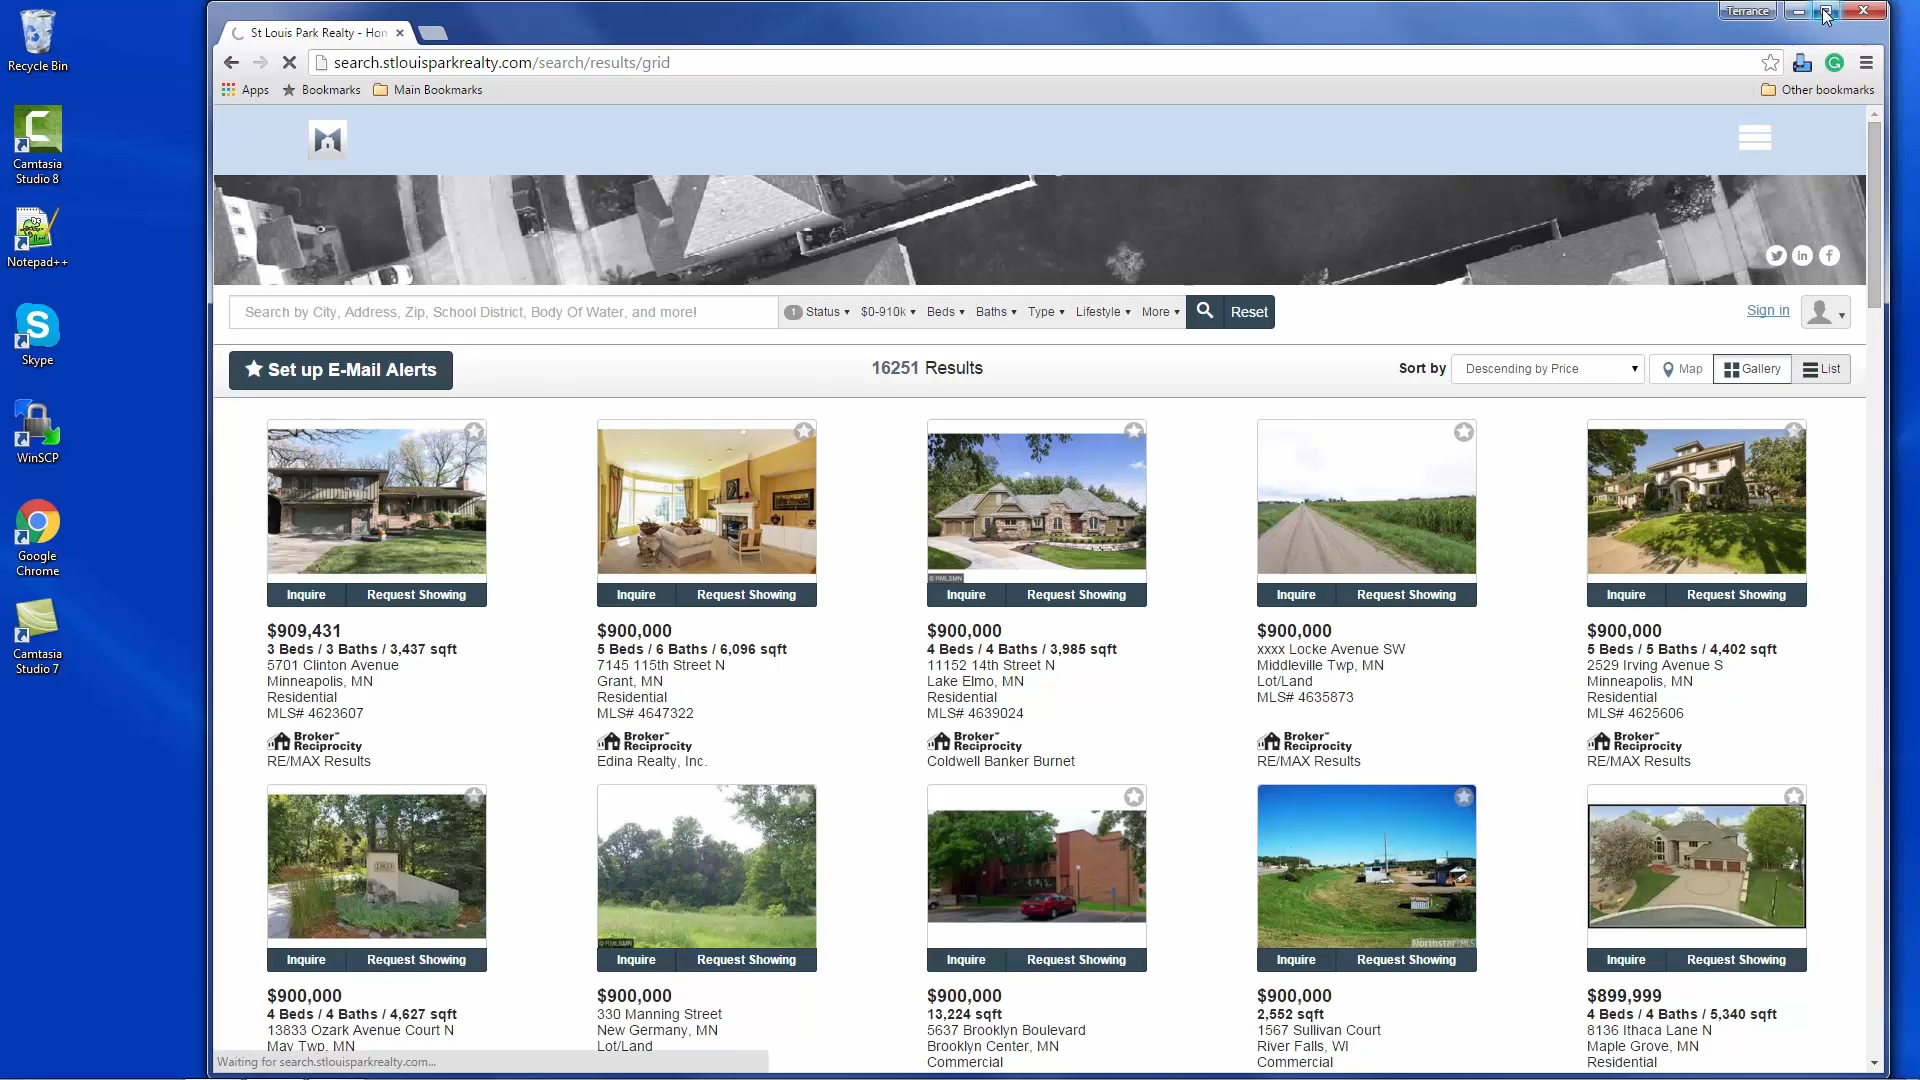 Recycle Bin
Camtasia Studio 8
Notepad++
Skype
WinSCP
Google Chrome
Camtasia Studio 7
Terrance
St Louis Park Realty - Hon
search.stlouisparkrealty.com/search/results/grid
Apps Bookmarks Main Bookmarks Other bookmarks
Search by City, Address, Zip, School District, Body Of Water, and more! 1 Status $0-910k Beds Baths Type Lifestyle More Reset Sign in
Set up E-Mail Alerts 16251 Results Sort by Descending by Price Map Gallery List
© RMLSMN
Inquire Request Showing Inquire Request Showing Inquire Request Showing Inquire Request Showing Inquire Request Showing
$909,431 $900,000 $900,000 $900,000 $900,000
3 Beds / 3 Baths / 3,437 sqft 5 Beds / 6 Baths / 6,096 sqft 4 Beds / 4 Baths / 3,985 sqft xxxx Locke Avenue SW 5 Beds / 5 Baths / 4,402 sqft
5701 Clinton Avenue 7145 115th Street N 11152 14th Street N Middleville Twp, MN 2529 Irving Avenue S
Minneapolis, MN Grant, MN Lake Elmo, MN Lot/Land Minneapolis, MN
Residential Residential Residential MLS# 4635873 Residential
MLS# 4623607 MLS# 4647322 MLS# 4639024 MLS# 4625606
Broker™ Broker™ Broker™ Broker™ Broker™
Reciprocity Reciprocity Reciprocity Reciprocity Reciprocity
RE/MAX Results Edina Realty, Inc. Coldwell Banker Burnet RE/MAX Results RE/MAX Results
13833
© RMLSMN Northstar MLS
Inquire Request Showing Inquire Request Showing Inquire Request Showing Inquire Request Showing Inquire Request Showing
$900,000 $900,000 $900,000 $900,000 $899,999
4 Beds / 4 Baths / 4,627 sqft 330 Manning Street 13,224 sqft 2,552 sqft 4 Beds / 4 Baths / 5,340 sqft
13833 Ozark Avenue Court N New Germany, MN 5637 Brooklyn Boulevard 1567 Sullivan Court 8136 Ithaca Lane N
May Twp, MN Lot/Land Brooklyn Center, MN River Falls, WI Maple Grove, MN
Commercial Commercial Residential
Waiting for search.stlouisparkrealty.com...